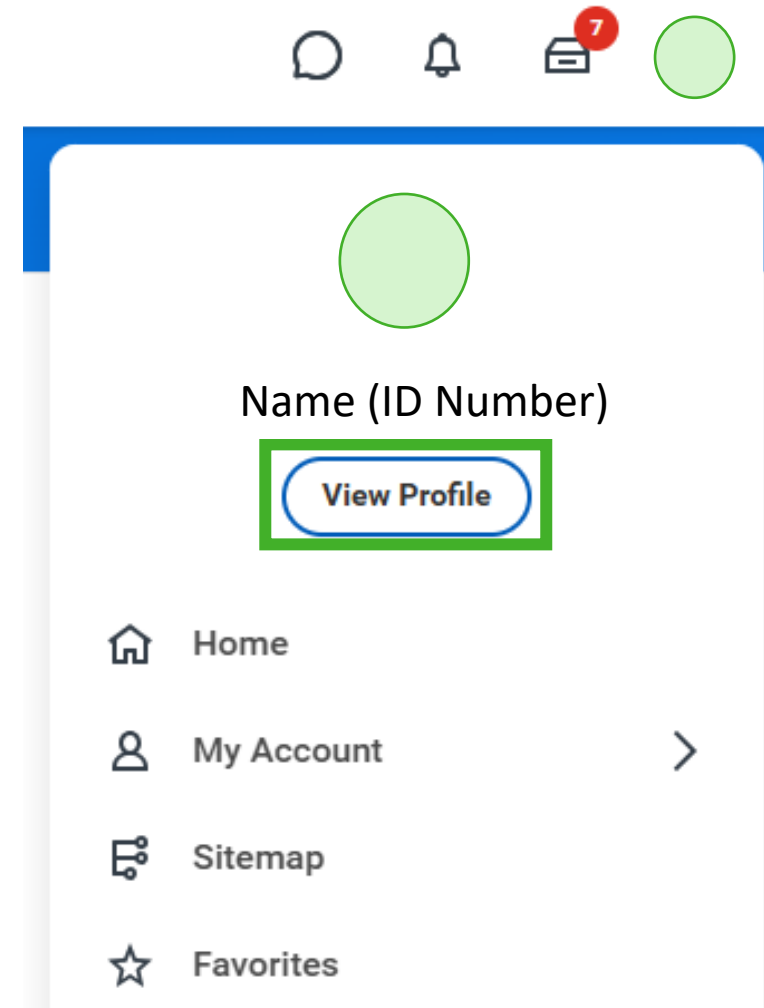 7
Name (ID Number)
View Profile
Home
My Account
Sitemap
Favorites